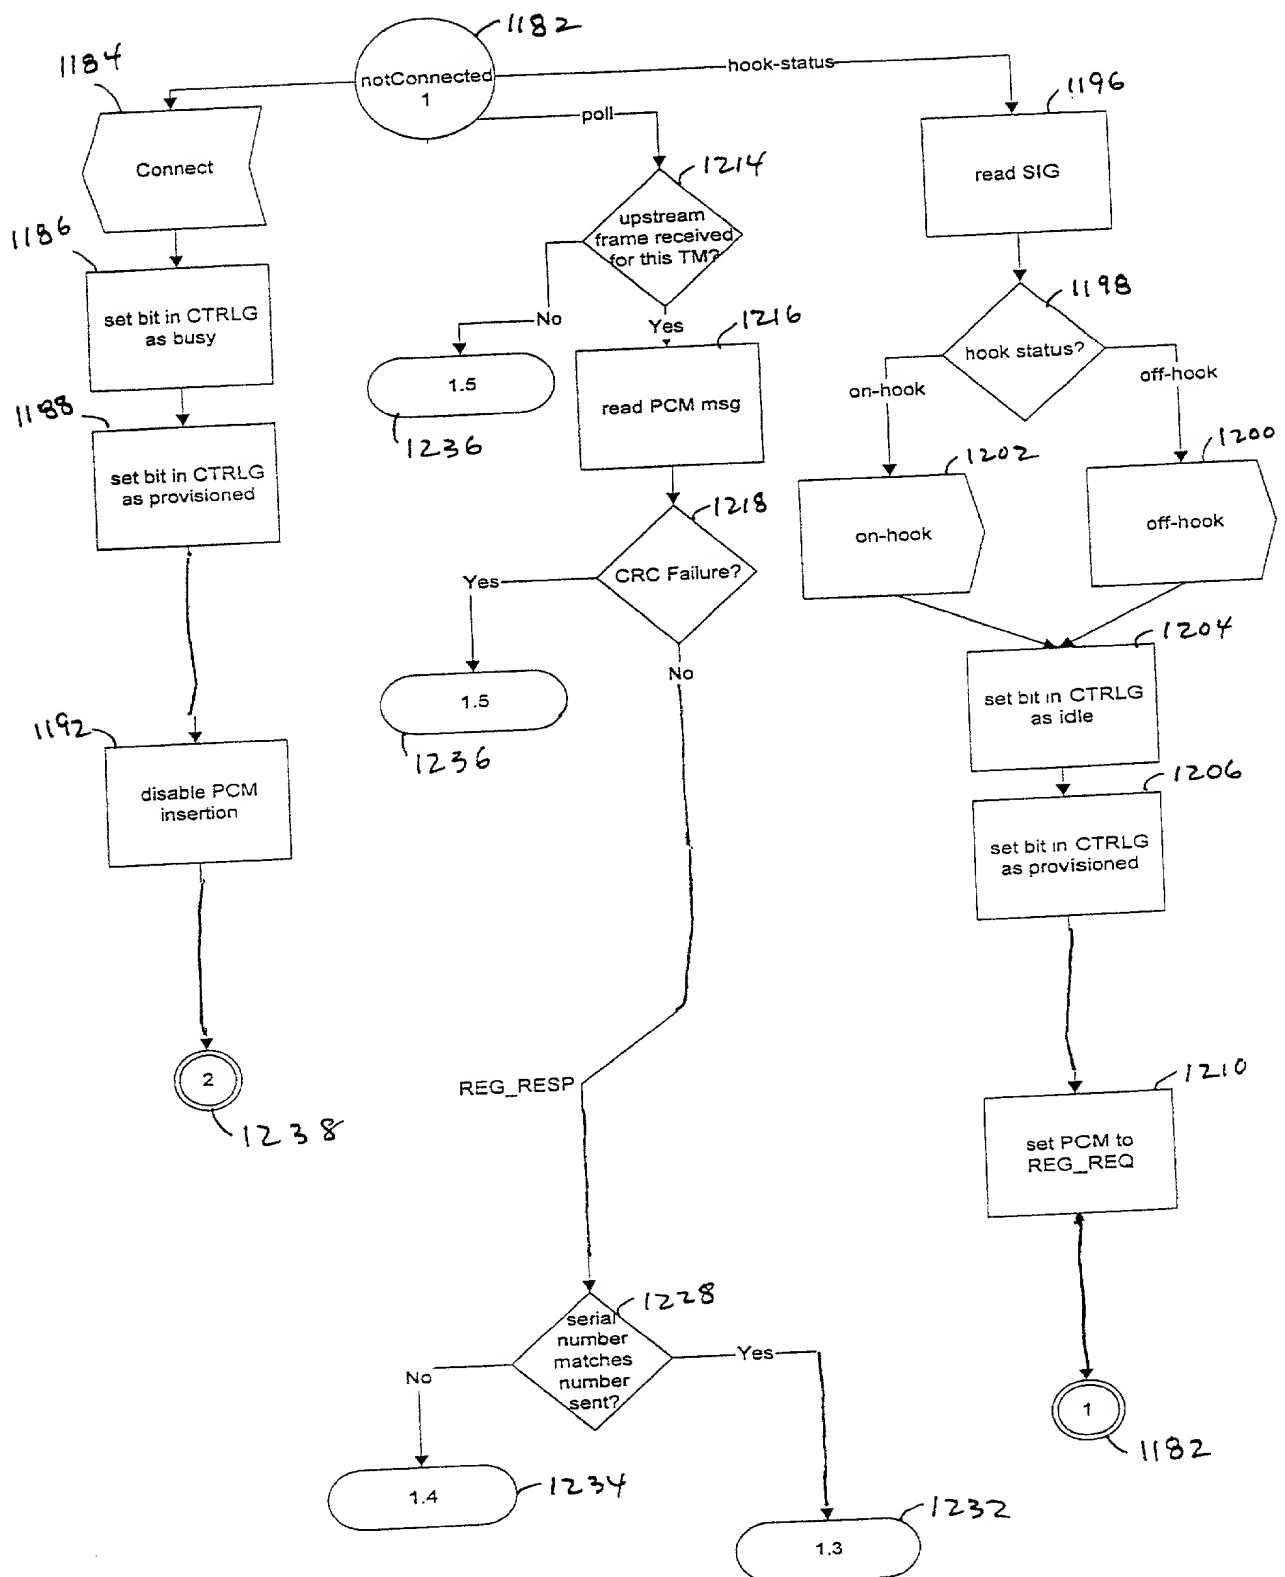 1182
notConnected
1
hook-status
poll
1184
Connect
1186
set bit in CTRLG
as busy
1188
set bit in CTRLG
as provisioned
1192
disable PCM
insertion
2
1238
1214
upstream
frame received
for this TM?
No
1.5
1236
Yes
1216
read PCM msg
1218
CRC Failure?
Yes
1.5
1236
No
REG_RESP
1228
serial
number
matches
number
sent?
No
1.4
1234
Yes
1232
1.3
1196
read SIG
1198
hook status?
on-hook
off-hook
1202
on-hook
1200
off-hook
1204
set bit in CTRLG
as idle
1206
set bit in CTRLG
as provisioned
1210
set PCM to
REG_REQ
1
1182